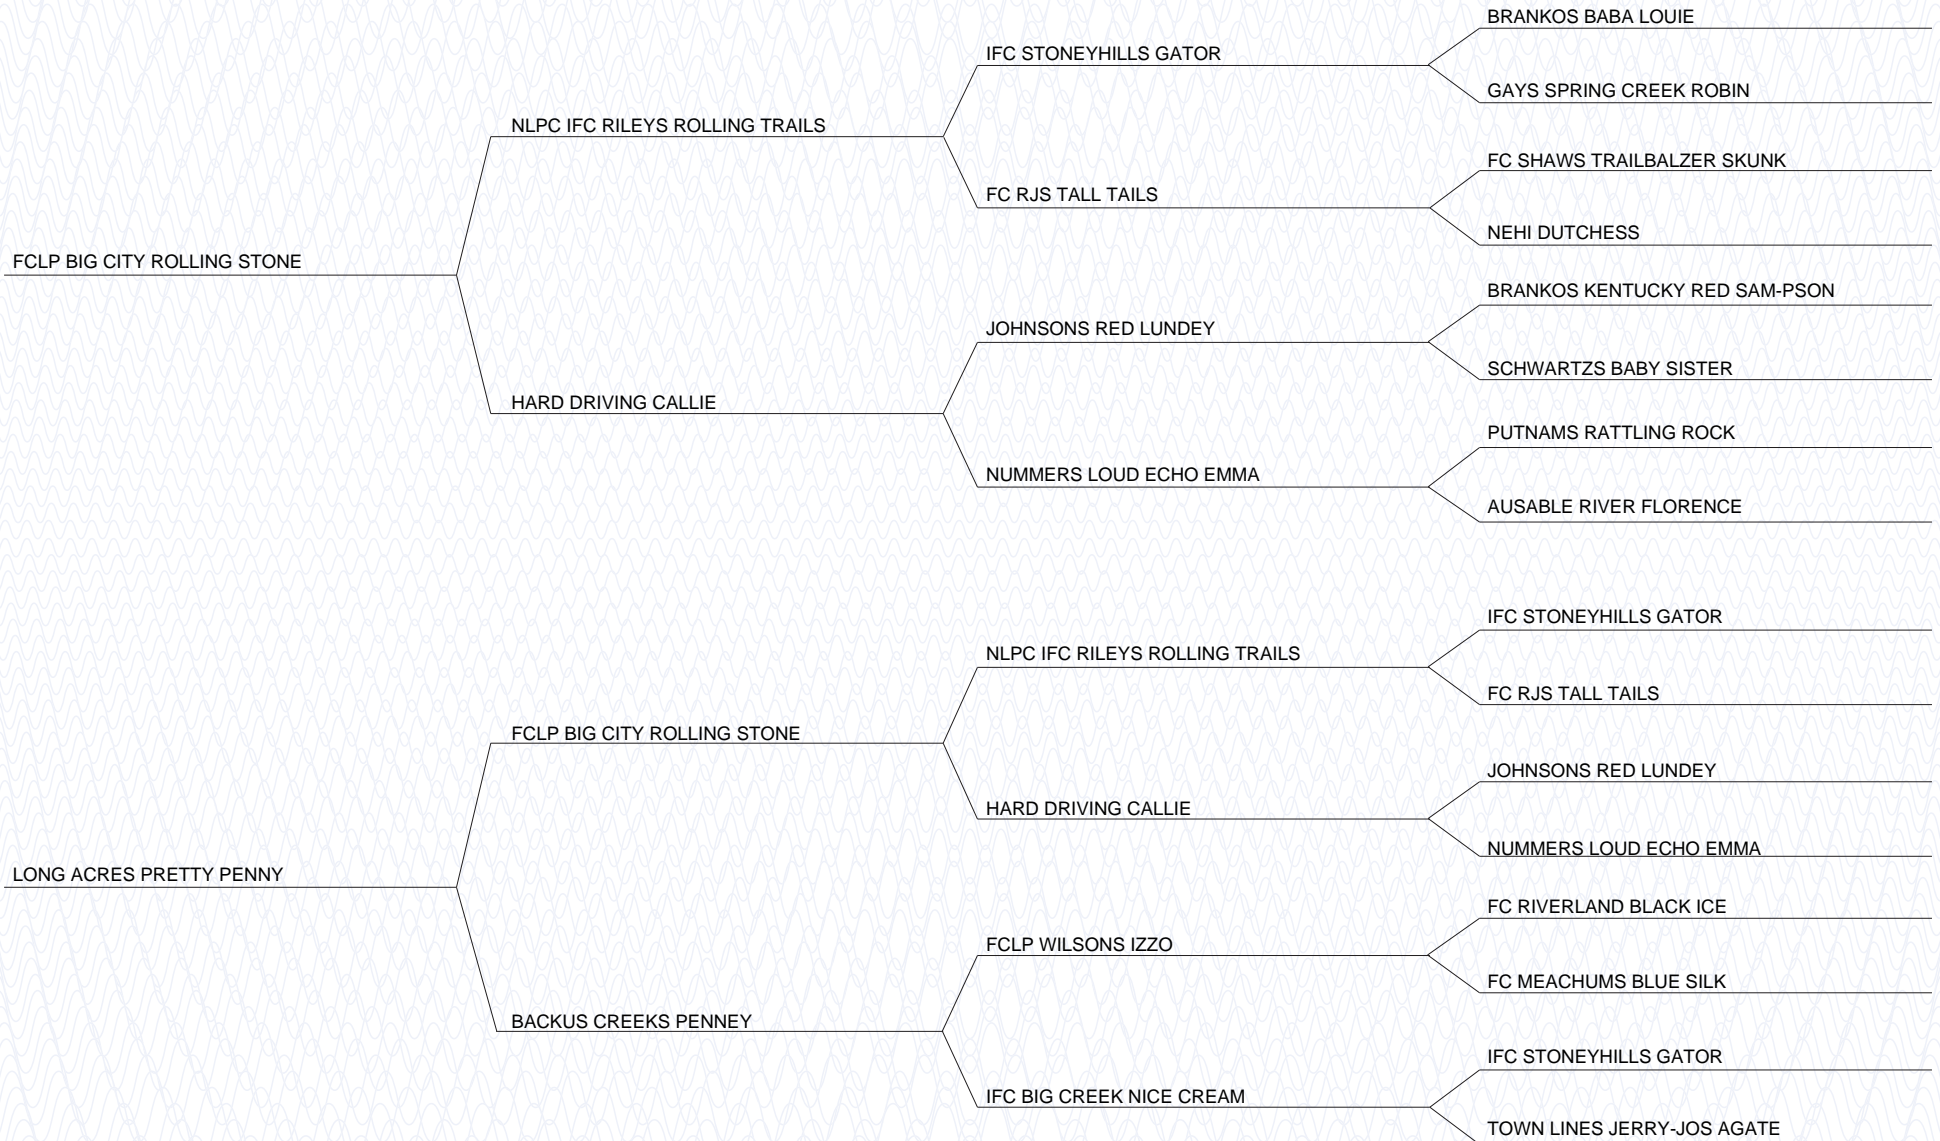 BRANKOS BABA LOUIE
IFC STONEYHILLS GATOR
GAYS SPRING CREEK ROBIN
NLPC IFC RILEYS ROLLING TRAILS
FC SHAWS TRAILBALZER SKUNK
FC RJS TALL TAILS
NEHI DUTCHESS
FCLP BIG CITY ROLLING STONE
BRANKOS KENTUCKY RED SAM-PSON
JOHNSONS RED LUNDEY
SCHWARTZS BABY SISTER
HARD DRIVING CALLIE
PUTNAMS RATTLING ROCK
NUMMERS LOUD ECHO EMMA
AUSABLE RIVER FLORENCE
IFC STONEYHILLS GATOR
NLPC IFC RILEYS ROLLING TRAILS
FC RJS TALL TAILS
FCLP BIG CITY ROLLING STONE
JOHNSONS RED LUNDEY
HARD DRIVING CALLIE
NUMMERS LOUD ECHO EMMA
LONG ACRES PRETTY PENNY
FC RIVERLAND BLACK ICE
FCLP WILSONS IZZO
FC MEACHUMS BLUE SILK
BACKUS CREEKS PENNEY
IFC STONEYHILLS GATOR
IFC BIG CREEK NICE CREAM
TOWN LINES JERRY-JOS AGATE